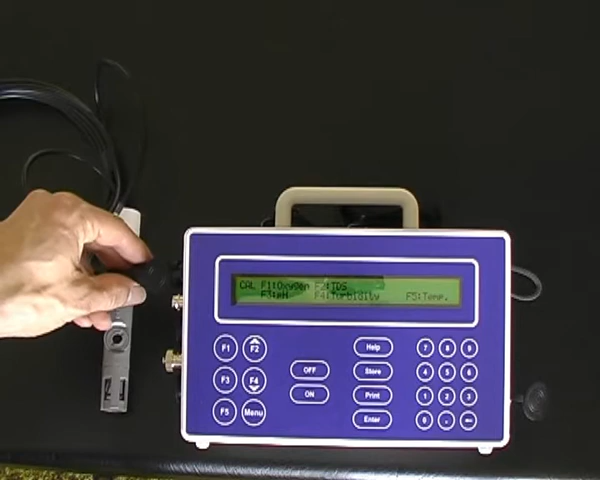 CAL F1:Oxygen F2:TDS
F3:pH F4:Turbidity F5:Temp.
F1 F2 Help 7 8 9
F3 F4 OFF Store 4 5 6
ON Print 1 2 3
F5 Menu Enter 0 . –